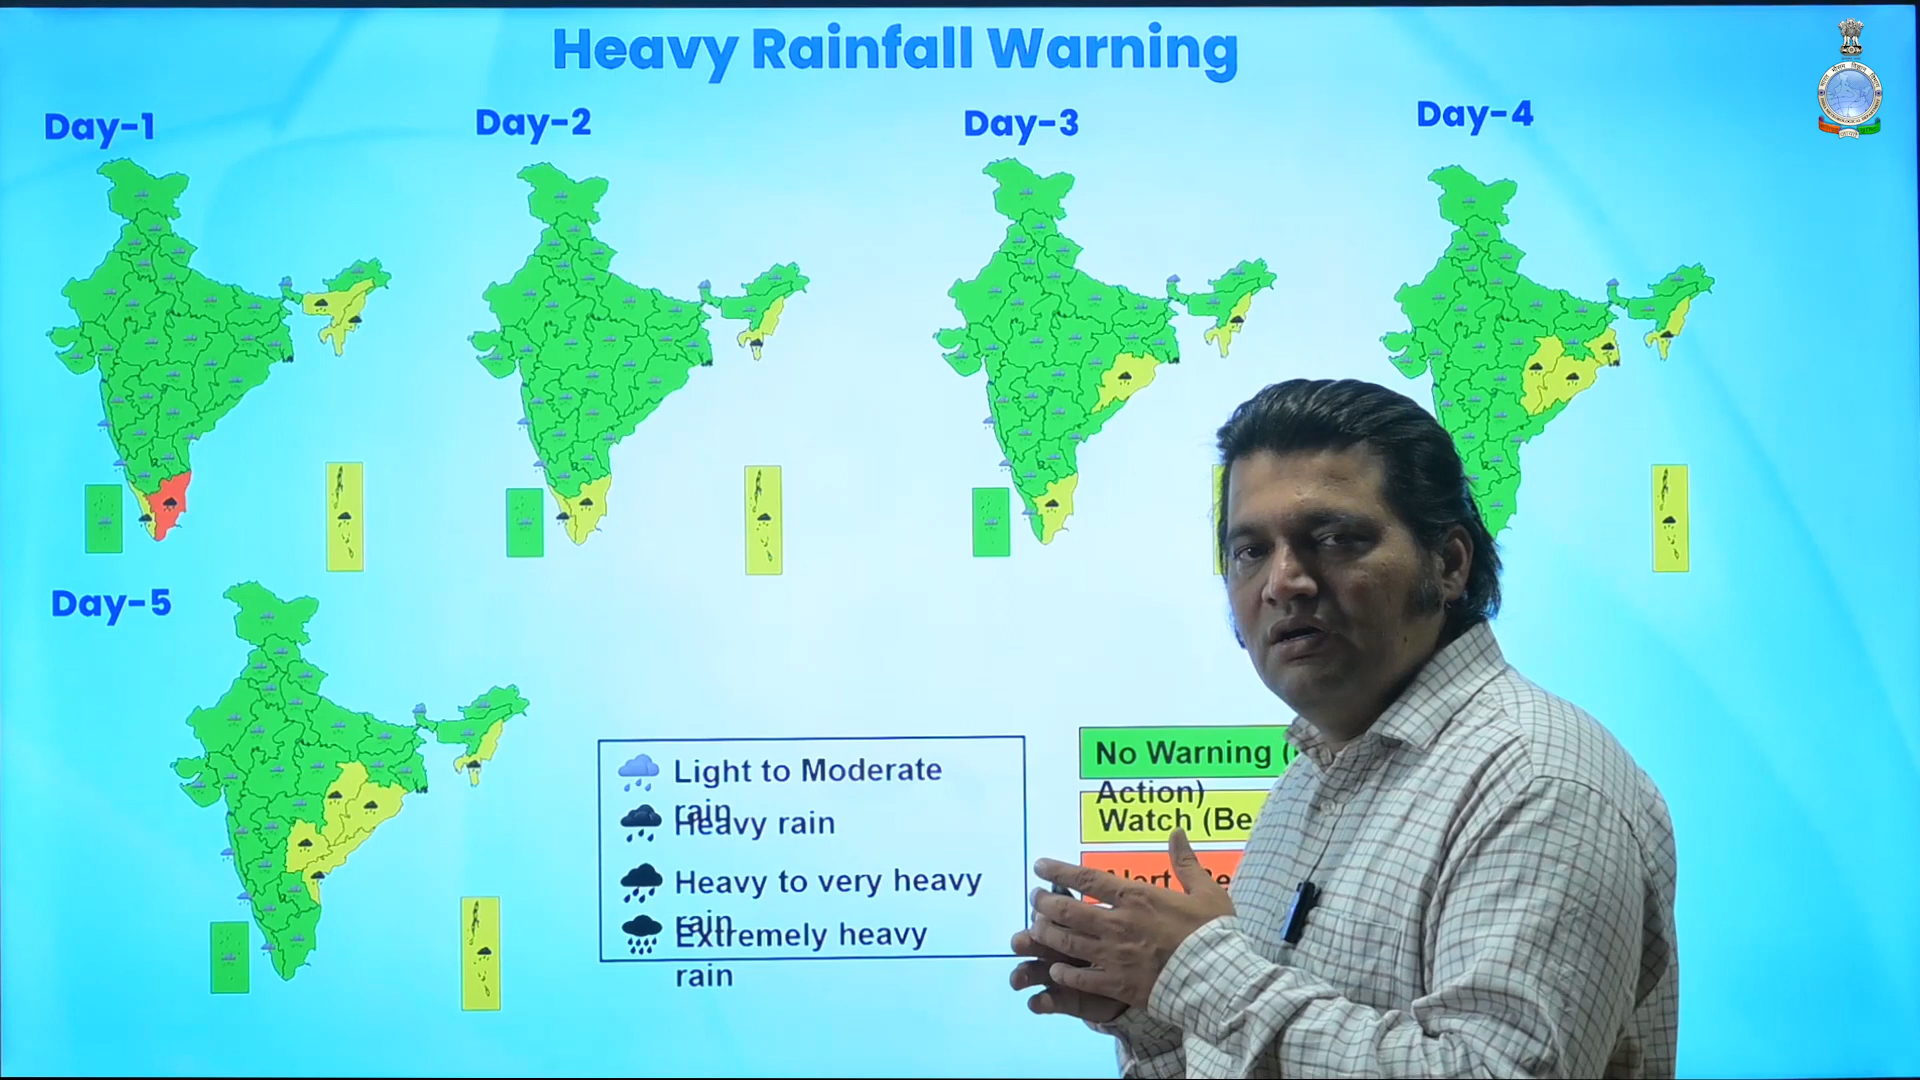 Heavy Rainfall Warning
Day-1
Day-2
Day-3
Day-4
Day-5
Light to Moderate
rain
Heavy rain
Heavy to very heavy
rain
Extremely heavy
rain
No Warning (
Action)
Watch (Be
Alert